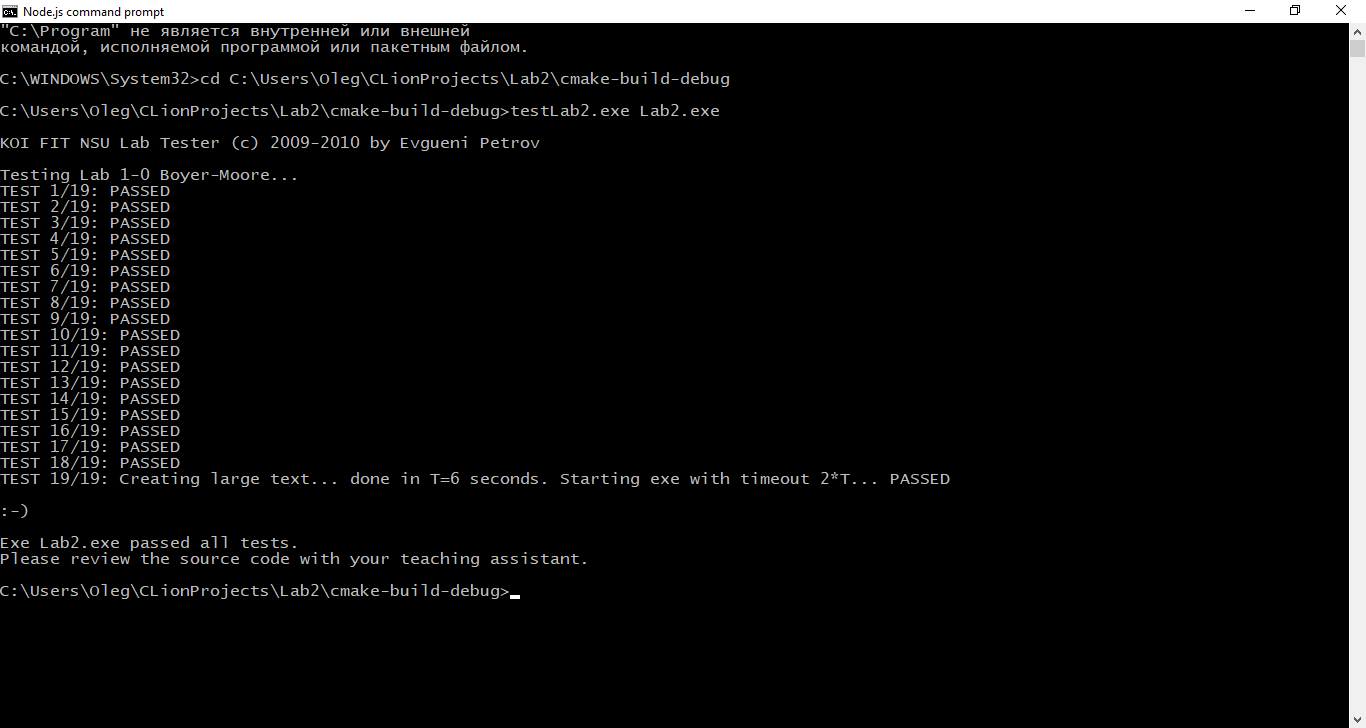 Node.js command prompt
"C:\Program" не является внутренней или внешней
командой, исполняемой программой или пакетным файлом.
C:\WINDOWS\System32>cd C:\Users\Oleg\CLionProjects\Lab2\cmake-build-debug
C:\Users\Oleg\CLionProjects\Lab2\cmake-build-debug>testLab2.exe Lab2.exe
KOI FIT NSU Lab Tester (c) 2009-2010 by Evgueni Petrov
Testing Lab 1-0 Boyer-Moore...
TEST 1/19: PASSED
TEST 2/19: PASSED
TEST 3/19: PASSED
TEST 4/19: PASSED
TEST 5/19: PASSED
TEST 6/19: PASSED
TEST 7/19: PASSED
TEST 8/19: PASSED
TEST 9/19: PASSED
TEST 10/19: PASSED
TEST 11/19: PASSED
TEST 12/19: PASSED
TEST 13/19: PASSED
TEST 14/19: PASSED
TEST 15/19: PASSED
TEST 16/19: PASSED
TEST 17/19: PASSED
TEST 18/19: PASSED
TEST 19/19: Creating large text... done in T=6 seconds. Starting exe with timeout 2*T... PASSED
:-)
Exe Lab2.exe passed all tests.
Please review the source code with your teaching assistant.
C:\Users\Oleg\CLionProjects\Lab2\cmake-build-debug>